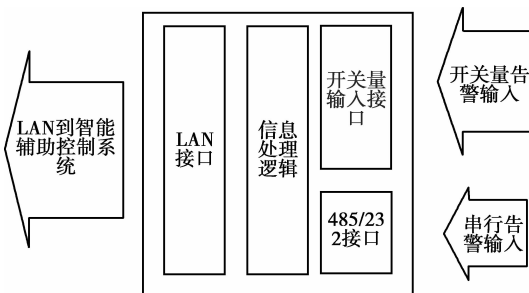 LAN到智能
辅助控制系
统
LAN
接口
信息
处理
逻辑
开关量
输入接
口
485/23
2接口
开关量告
警输入
串行告
警输入